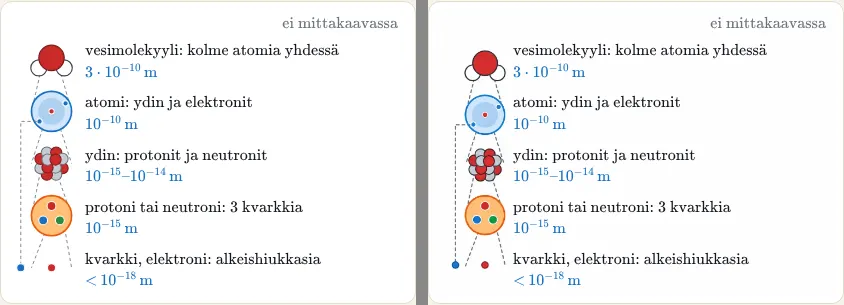 ei mittakaavassa
vesimolekyyli: kolme atomia yhdessä
3 · 10⁻¹⁰ m
atomi: ydin ja elektronit
10⁻¹⁰ m
ydin: protonit ja neutronit
10⁻¹⁵–10⁻¹⁴ m
protoni tai neutroni: 3 kvarkkia
10⁻¹⁵ m
kvarkki, elektroni: alkeishiukkasia
< 10⁻¹⁸ m
ei mittakaavassa
vesimolekyyli: kolme atomia yhdessä
3 · 10⁻¹⁰ m
atomi: ydin ja elektronit
10⁻¹⁰ m
ydin: protonit ja neutronit
10⁻¹⁵–10⁻¹⁴ m
protoni tai neutroni: 3 kvarkkia
10⁻¹⁵ m
kvarkki, elektroni: alkeishiukkasia
< 10⁻¹⁸ m